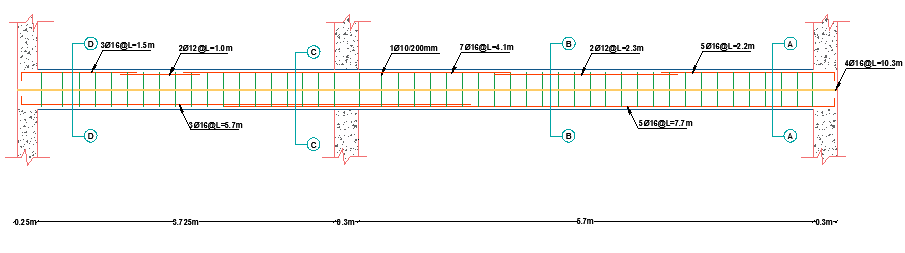 D
3Ø16@L=1.5m
2Ø12@L=1.0m
C
1Ø10/200mm
7Ø16@L=4.1m
B
2Ø12@L=2.3m
5Ø16@L=2.2m
A
4Ø16@L=10.3m
3Ø16@L=5.7m
5Ø16@L=7.7m
D
C
B
A
0.25m
3.725m
0.3m
5.7m
0.3m